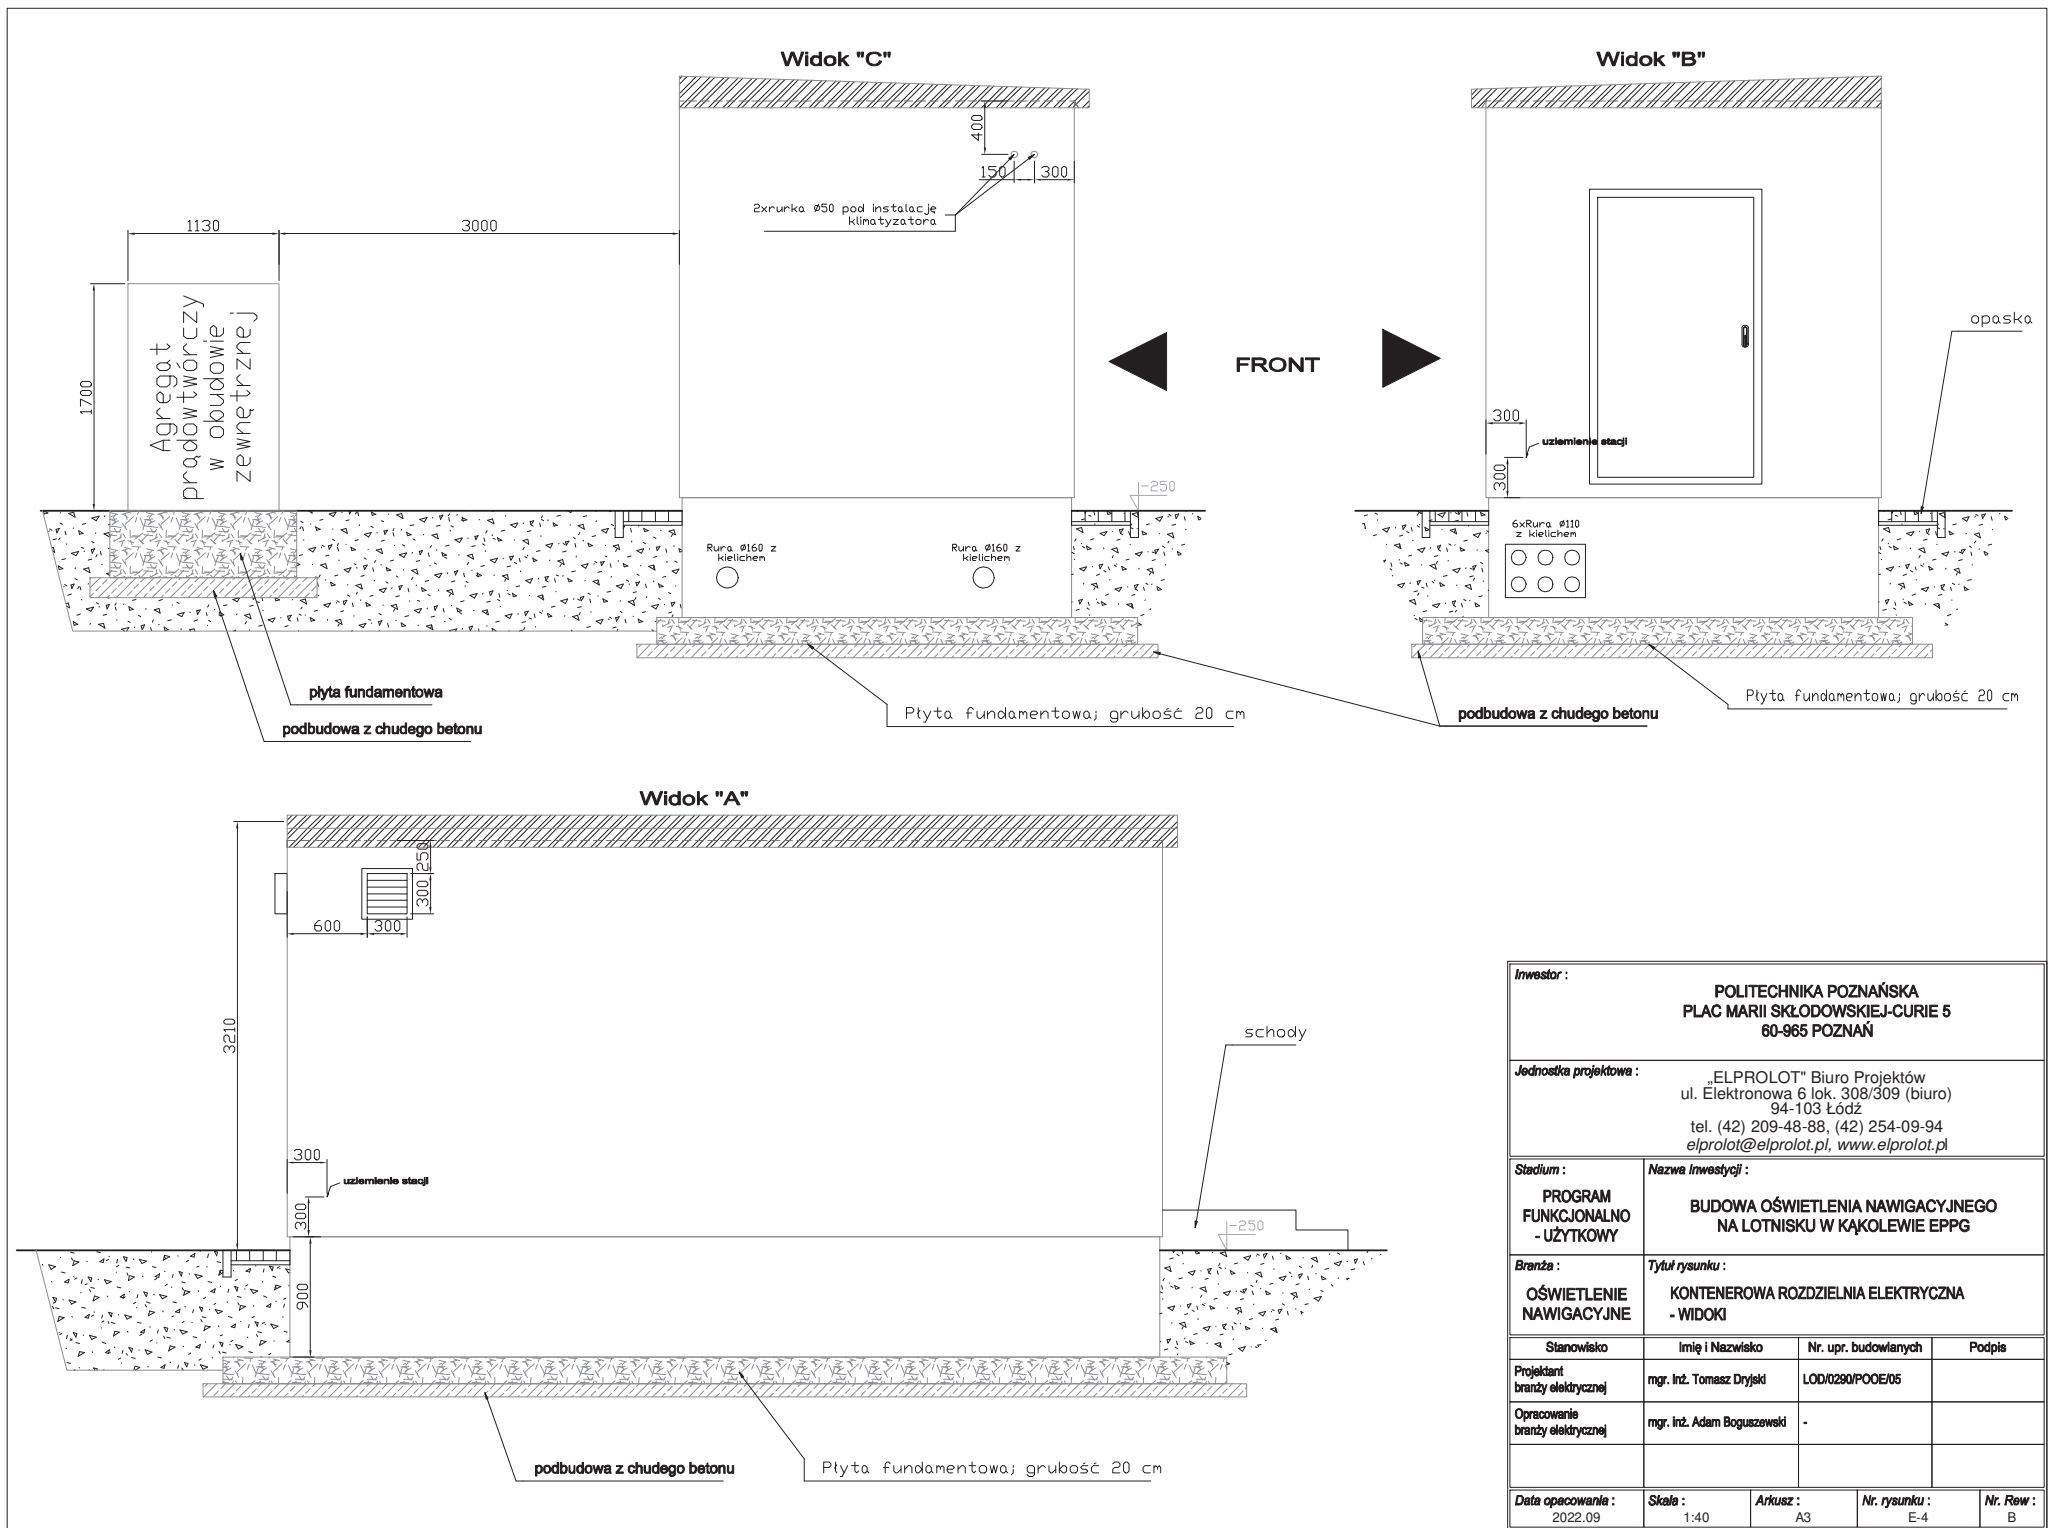 Widok "C"
Widok "B"
400
150
300
2xrurka Ø50 pod instalację
klimatyzatora
1130
3000
1700
Agregat
prądowtwórczy
w obudowie
zewnętrznej
FRONT
opaska
300
uziemienie stacji
300
-250
Rura Ø160 z
kielichem
Rura Ø160 z
kielichem
6xRura Ø110
z kielichem
płyta fundamentowa
podbudowa z chudego betonu
Płyta fundamentowa; grubość 20 cm
podbudowa z chudego betonu
Płyta fundamentowa; grubość 20 cm
Widok "A"
250
300
600
300
3210
schody
300
uziemienie stacji
300
-250
900
podbudowa z chudego betonu
Płyta fundamentowa; grubość 20 cm
Inwestor :
POLITECHNIKA POZNAŃSKA
PLAC MARII SKŁODOWSKIEJ-CURIE 5
60-965 POZNAŃ
Jednostka projektowa :
„ELPROLOT" Biuro Projektów
ul. Elektronowa 6 lok. 308/309 (biuro)
94-103 Łódź
tel. (42) 209-48-88, (42) 254-09-94
elprolot@elprolot.pl, www.elprolot.pl
Stadium :
Nazwa inwestycji :
PROGRAM
FUNKCJONALNO
- UŻYTKOWY
BUDOWA OŚWIETLENIA NAWIGACYJNEGO
NA LOTNISKU W KĄKOLEWIE EPPG
Branża :
Tytuł rysunku :
OŚWIETLENIE
NAWIGACYJNE
KONTENEROWA ROZDZIELNIA ELEKTRYCZNA
- WIDOKI
Stanowisko Imię i Nazwisko Nr. upr. budowlanych Podpis
Projektant
branży elektrycznej
mgr. inż. Tomasz Dryjski LOD/0290/POOE/05
Opracowanie
branży elektrycznej
mgr. inż. Adam Boguszewski -
Data opacowania : Skala : Arkusz : Nr. rysunku : Nr. Rew :
2022.09 1:40 A3 E-4 B